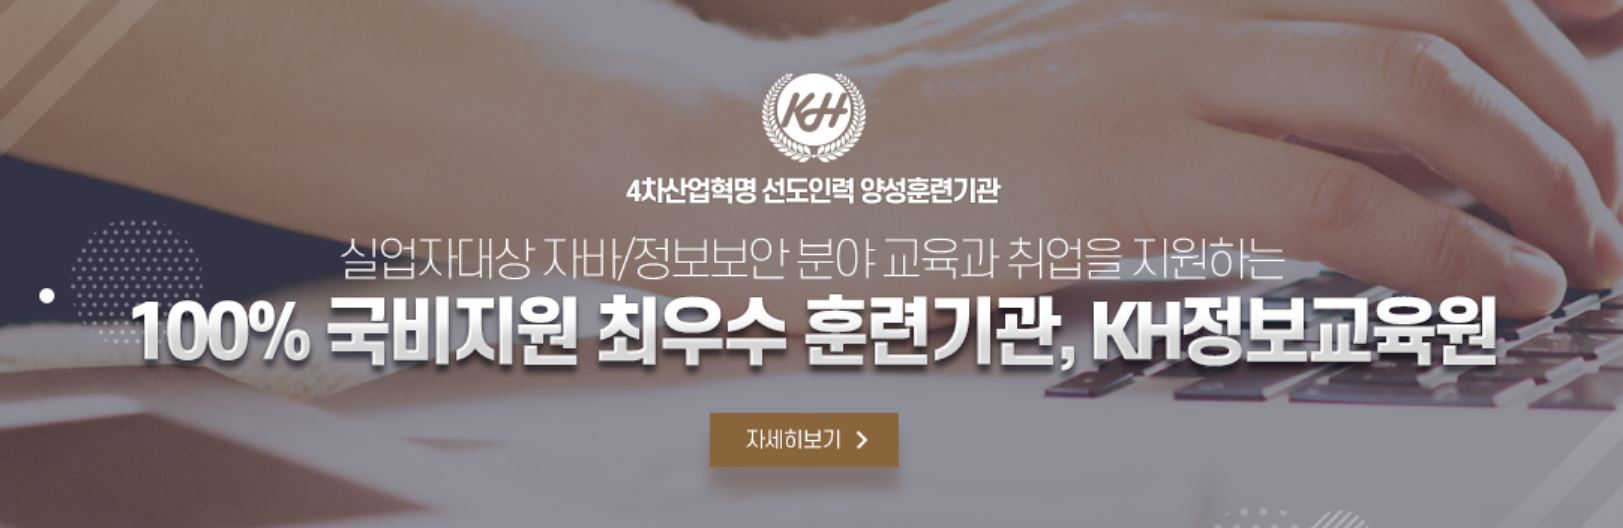 KH
4차산업혁명 선도인력 양성훈련기관
실업자대상 자바/정보보안 분야 교육과 취업을 지원하는
100% 국비지원 최우수 훈련기관, KH정보교육원
자세히보기 >